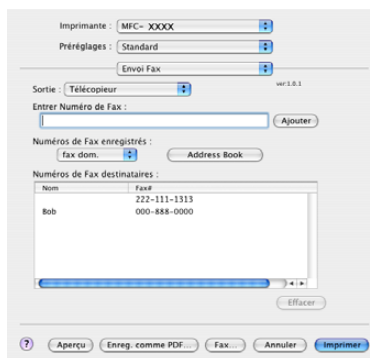 Imprimante : MFC- XXXX
Préréglages : Standard
Envoi Fax
Sortie : Télécopieur
ver:1.0.1
Entrer Numéro de Fax :
Ajouter
Numéros de Fax enregistrés :
fax dom. Address Book
Numéros de Fax destinataires :
Nom Fax#
222-111-1313
Bob 000-888-0000
Effacer
? Aperçu Enreg. comme PDF... Fax... Annuler Imprimer